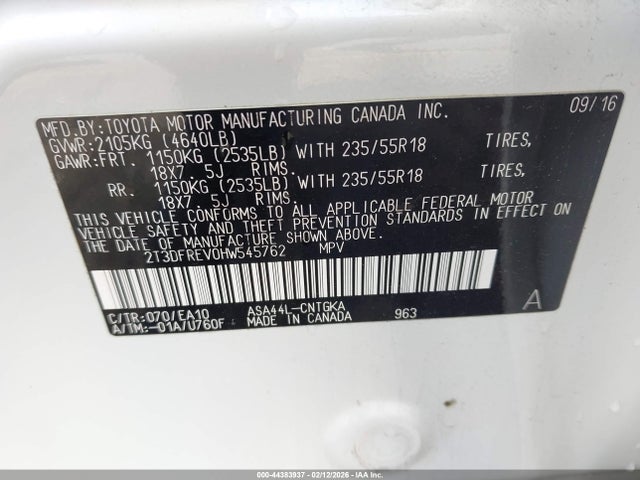 MFD.BY:TOYOTA MOTOR MANUFACTURING CANADA INC. 09/16
GVWR:2105KG (4640LB)
GAWR:FRT. 1150KG (2535LB) WITH 235/55R18 TIRES,
18X7. 5J RIMS.
RR. 1150KG (2535LB) WITH 235/55R18 TIRES,
18X7. 5J RIMS.
THIS VEHICLE CONFORMS TO ALL APPLICABLE FEDERAL MOTOR
VEHICLE SAFETY AND THEFT PREVENTION STANDARDS IN EFFECT ON
THE DATE OF MANUFACTURE SHOWN ABOVE.
2T3DFREV0HW545762 MPV
C/TR:070/EA10 ASA44L-CNTGKA A
A/TM:-01A/U760F MADE IN CANADA 963
000-44383937 - 02/12/2026 - IAAI.COM